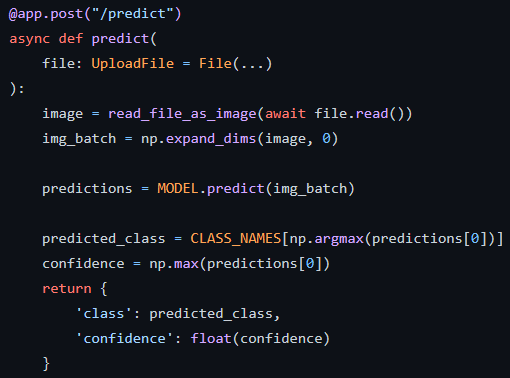 @app.post("/predict")
async def predict(
    file: UploadFile = File(...)
):
    image = read_file_as_image(await file.read())
    img_batch = np.expand_dims(image, 0)

    predictions = MODEL.predict(img_batch)

    predicted_class = CLASS_NAMES[np.argmax(predictions[0])]
    confidence = np.max(predictions[0])
    return {
        'class': predicted_class,
        'confidence': float(confidence)
    }